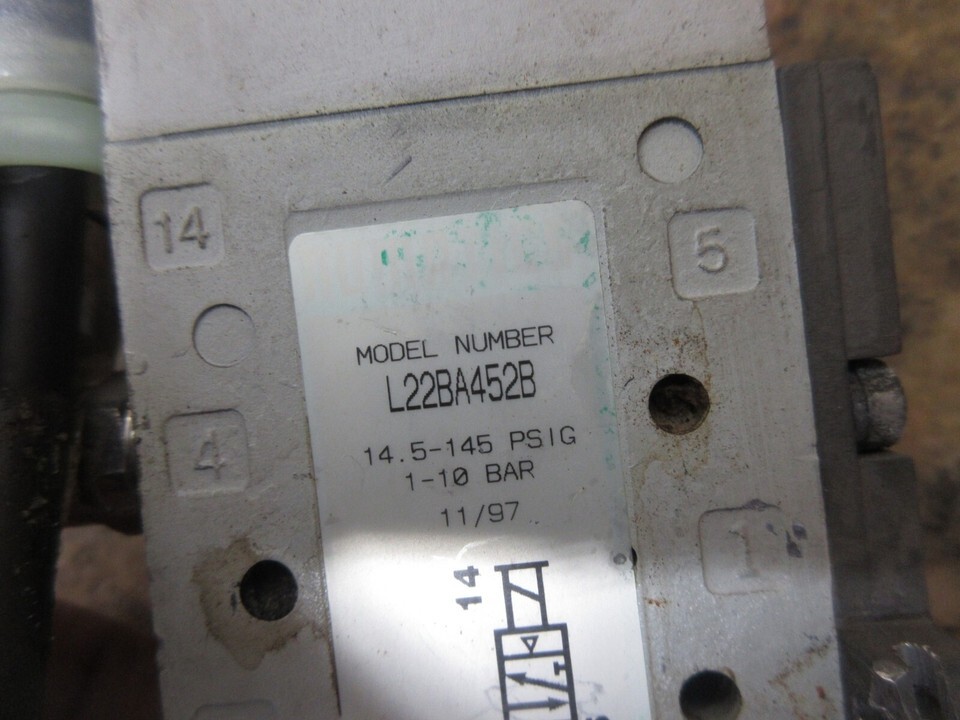 14
5
MODEL NUMBER
L22BA452B
14.5-145 PSIG
1-10 BAR
4
11/97
1
14